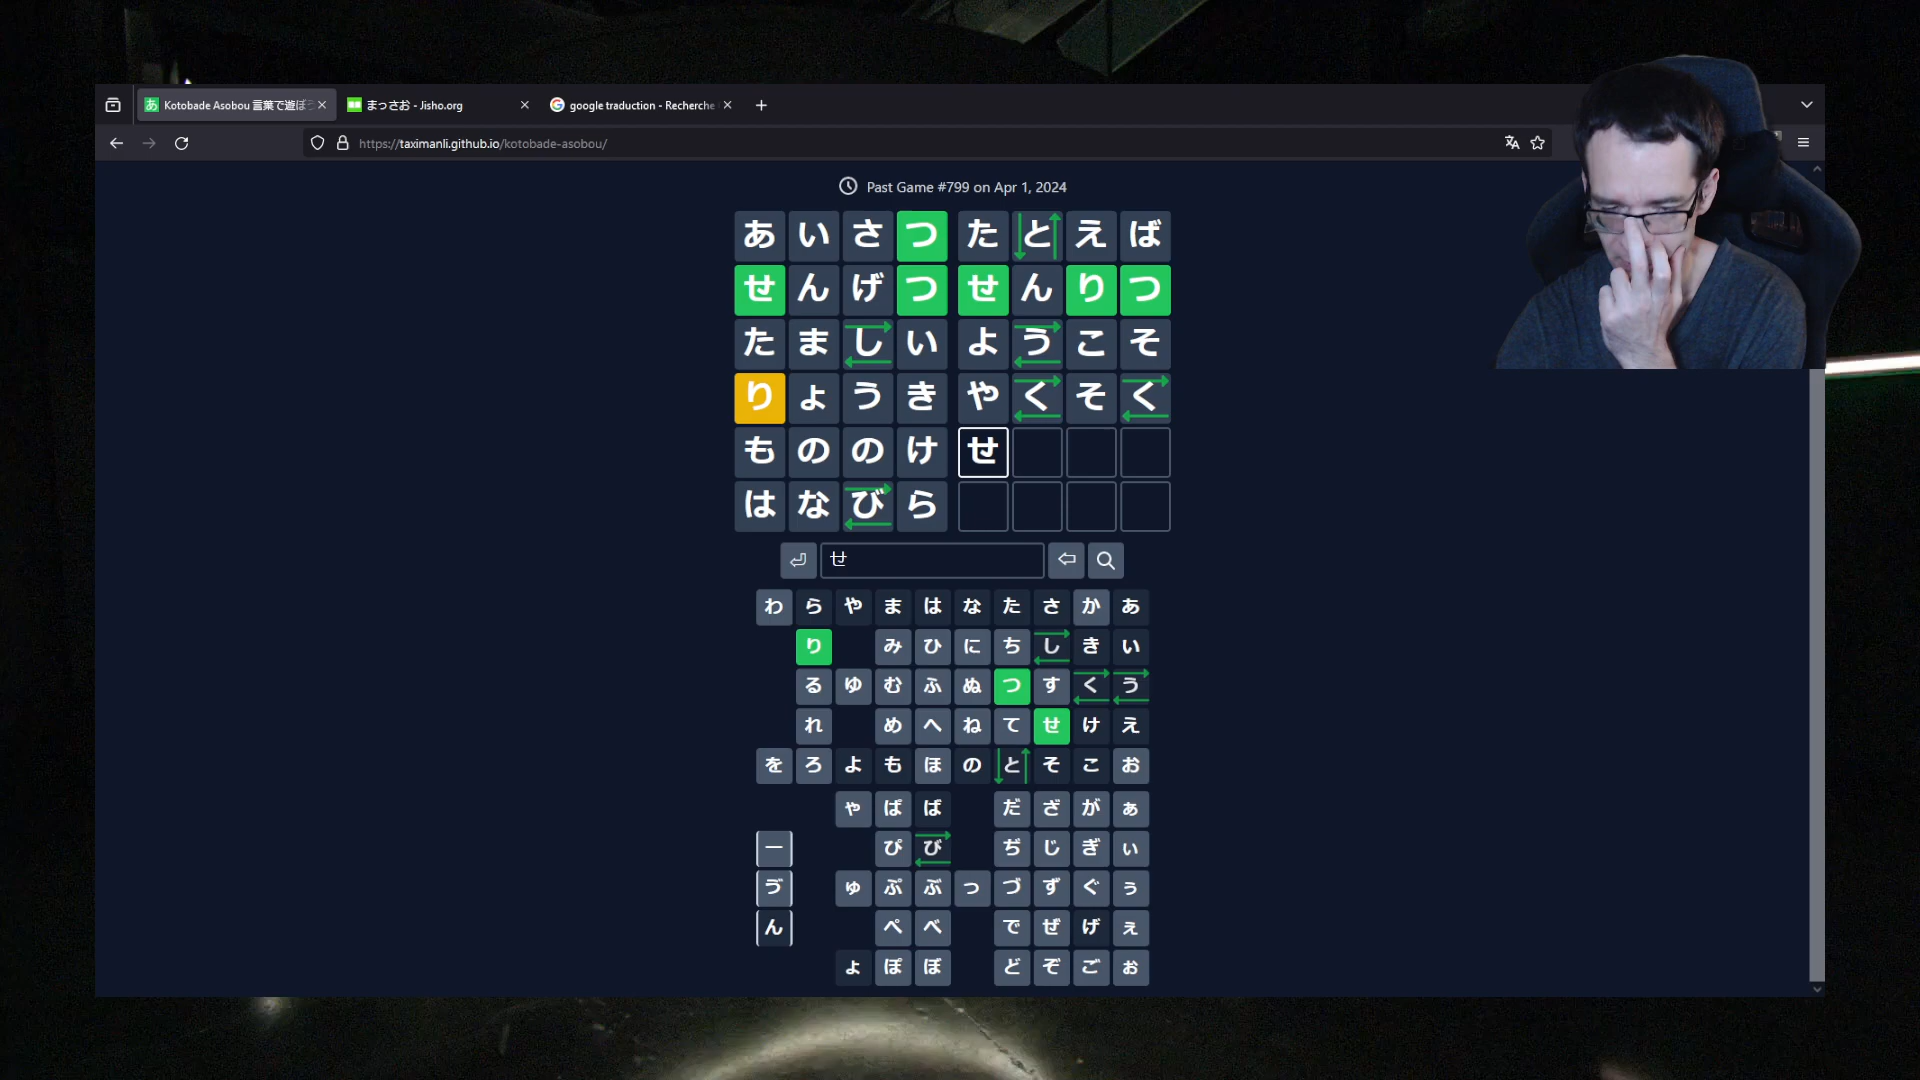 Kotobade Asobou 言葉で遊ぼう
まっさお - Jisho.org
google traduction - Recherche
https://taximanli.github.io/kotobade-asobou/
Past Game #799 on Apr 1, 2024
あいさつ たとえば
せんげつ せんりつ
たましい ようこそ
りょうき やくそく
もののけ せ
はなびら
せ
わ ら や ま は な た さ か あ
り み ひ に ち し き い
る ゆ む ふ ぬ つ す く う
れ め へ ね て せ け え
を ろ よ も ほ の と そ こ お
ゃ ぱ ば だ ざ が ぁ
ー ぴ び ぢ じ ぎ ぃ
ゔ ゅ ぷ ぶ っ づ ず ぐ ぅ
ん ぺ べ で ぜ げ ぇ
ょ ぽ ぼ ど ぞ ご ぉ